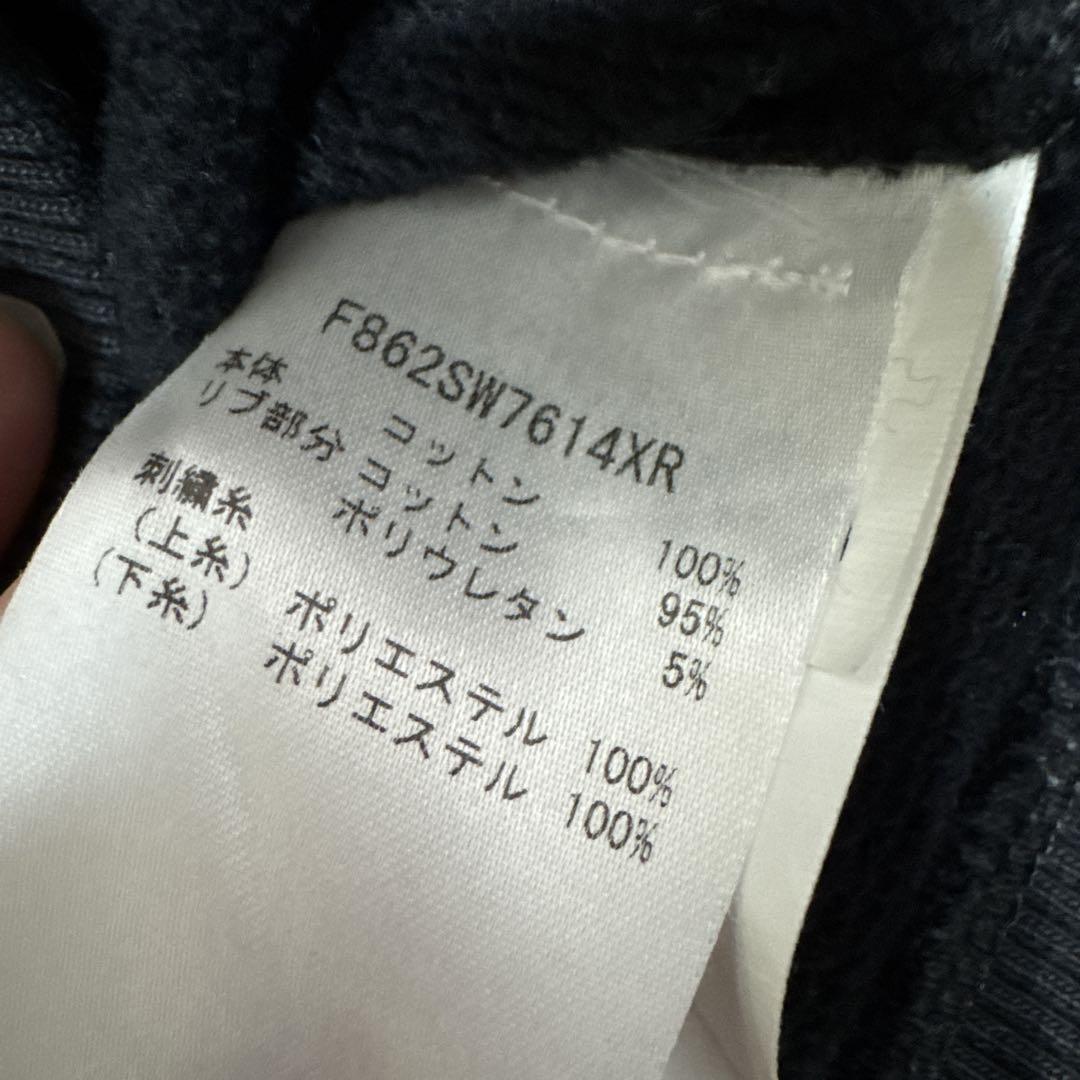 F862SW7614XR
本体 コットン 100%
リブ部分 コットン 95%
ポリウレタン 5%
刺繍糸
(上糸) ポリエステル 100%
(下糸) ポリエステル 100%